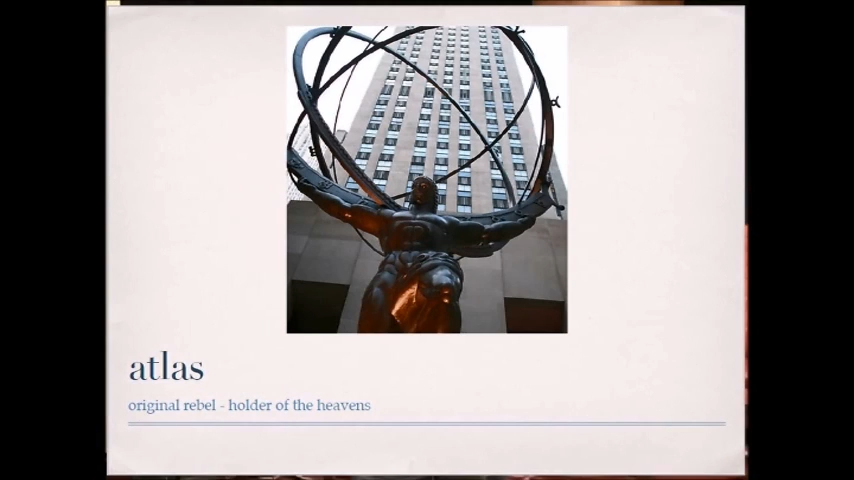 atlas
original rebel - holder of the heavens